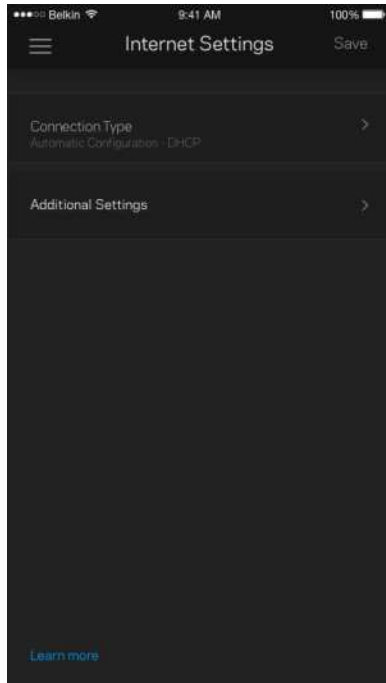 Belkin 9:41 AM 100%
Internet Settings Save
Connection Type
Automatic Configuration - DHCP
Additional Settings
Learn more